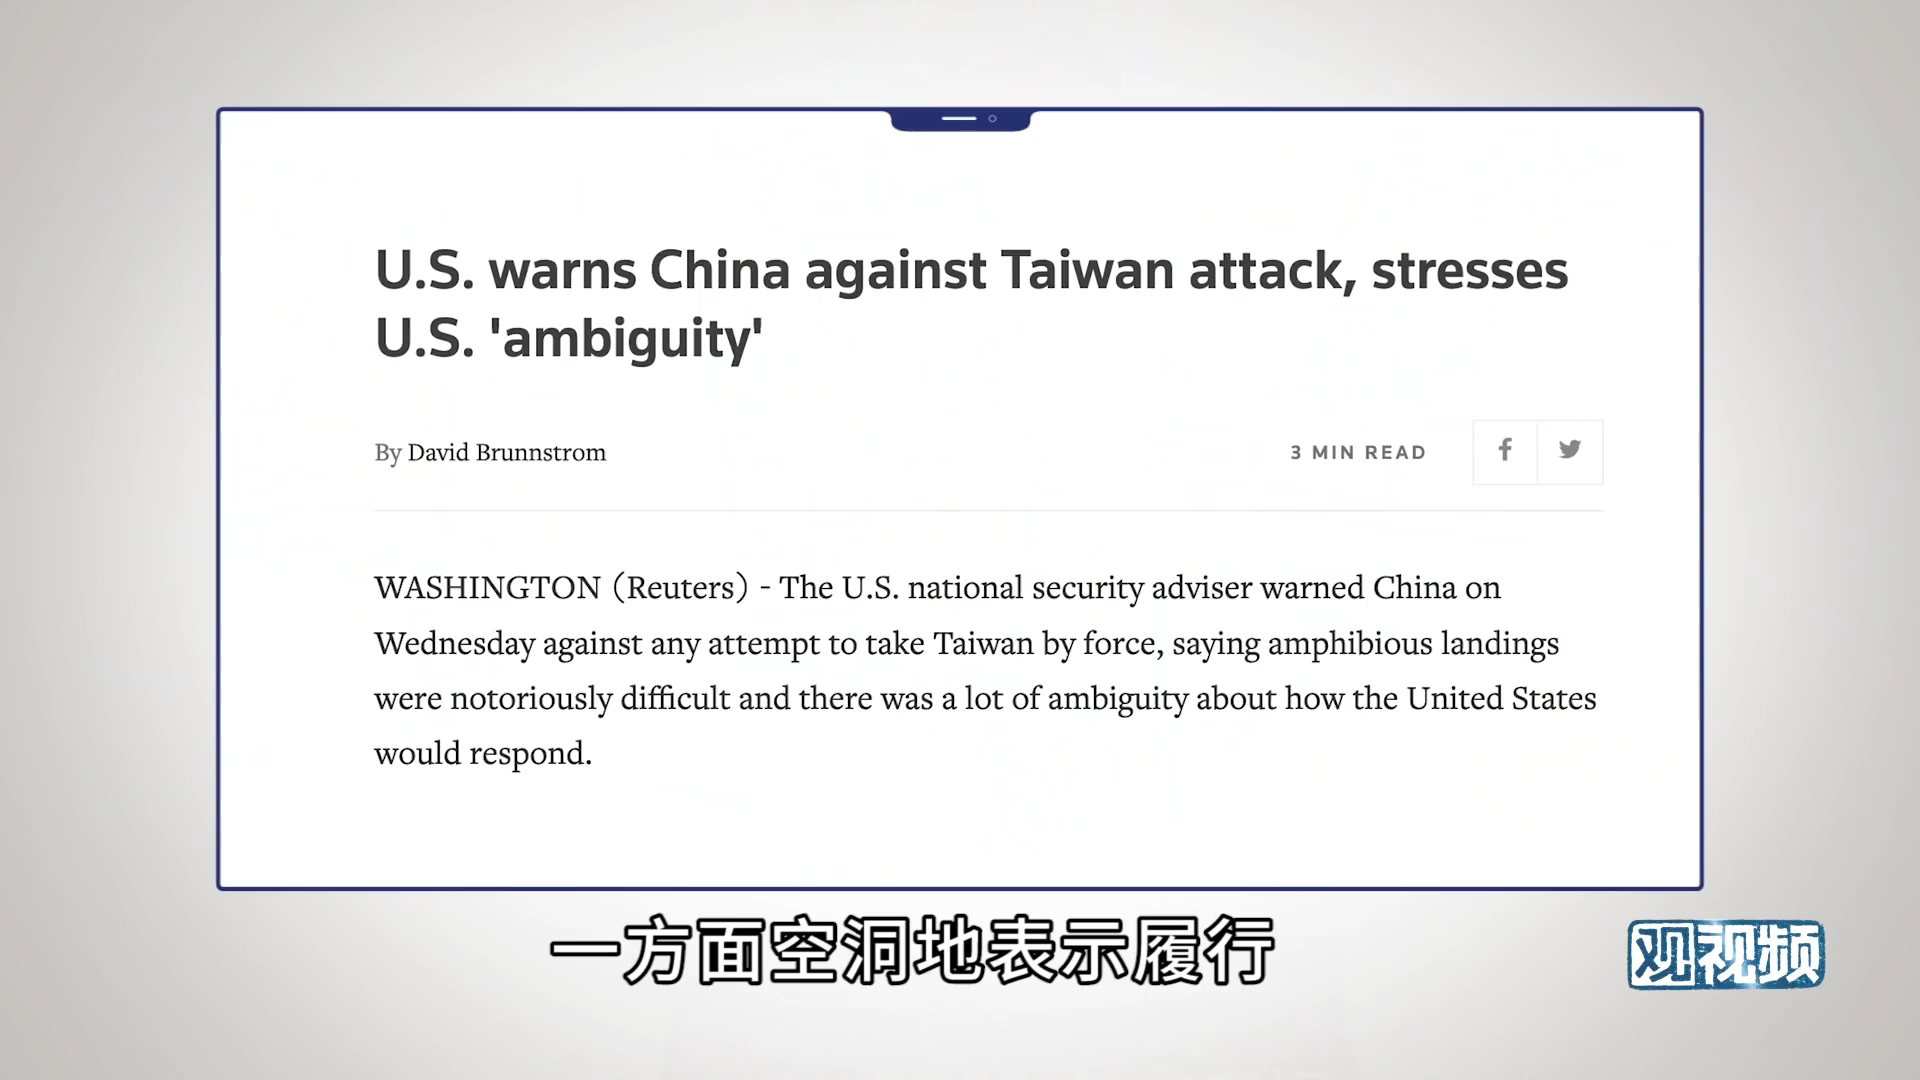 U.S. warns China against Taiwan attack, stresses
U.S. 'ambiguity'
By David Brunnstrom
3 MIN READ
WASHINGTON (Reuters) - The U.S. national security adviser warned China on
Wednesday against any attempt to take Taiwan by force, saying amphibious landings
were notoriously difficult and there was a lot of ambiguity about how the United States
would respond.
一方面空洞地表示履行
观视频